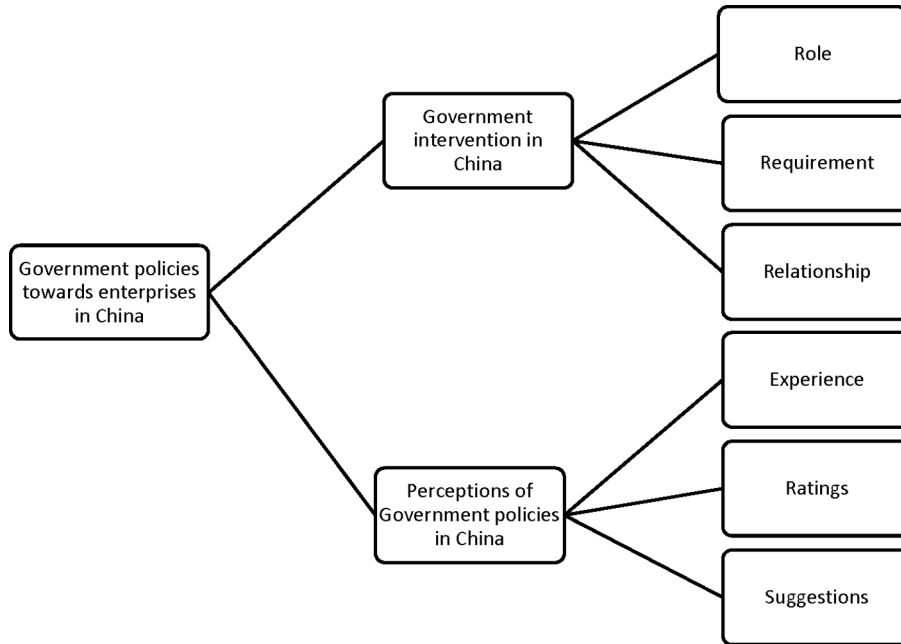 Government policies
towards enterprises
in China
Government
intervention in
China
Role
Requirement
Relationship
Perceptions of
Government policies
in China
Experience
Ratings
Suggestions